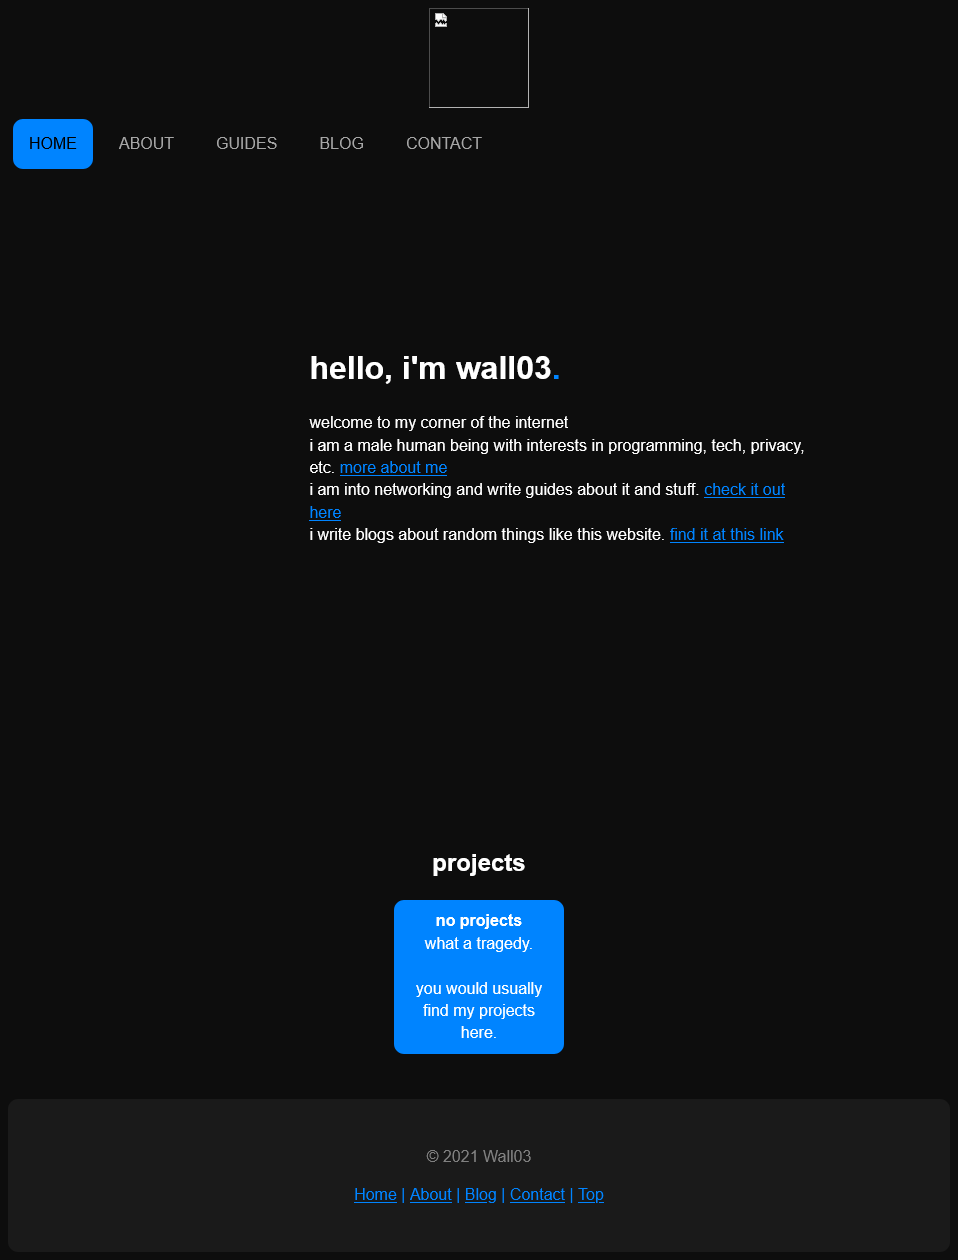 HOME ABOUT GUIDES BLOG CONTACT
hello, i'm wall03.
welcome to my corner of the internet
i am a male human being with interests in programming, tech, privacy,
etc. more about me
i am into networking and write guides about it and stuff. check it out
here
i write blogs about random things like this website. find it at this link
projects
no projects
what a tragedy.
you would usually
find my projects
here.
© 2021 Wall03
Home | About | Blog | Contact | Top